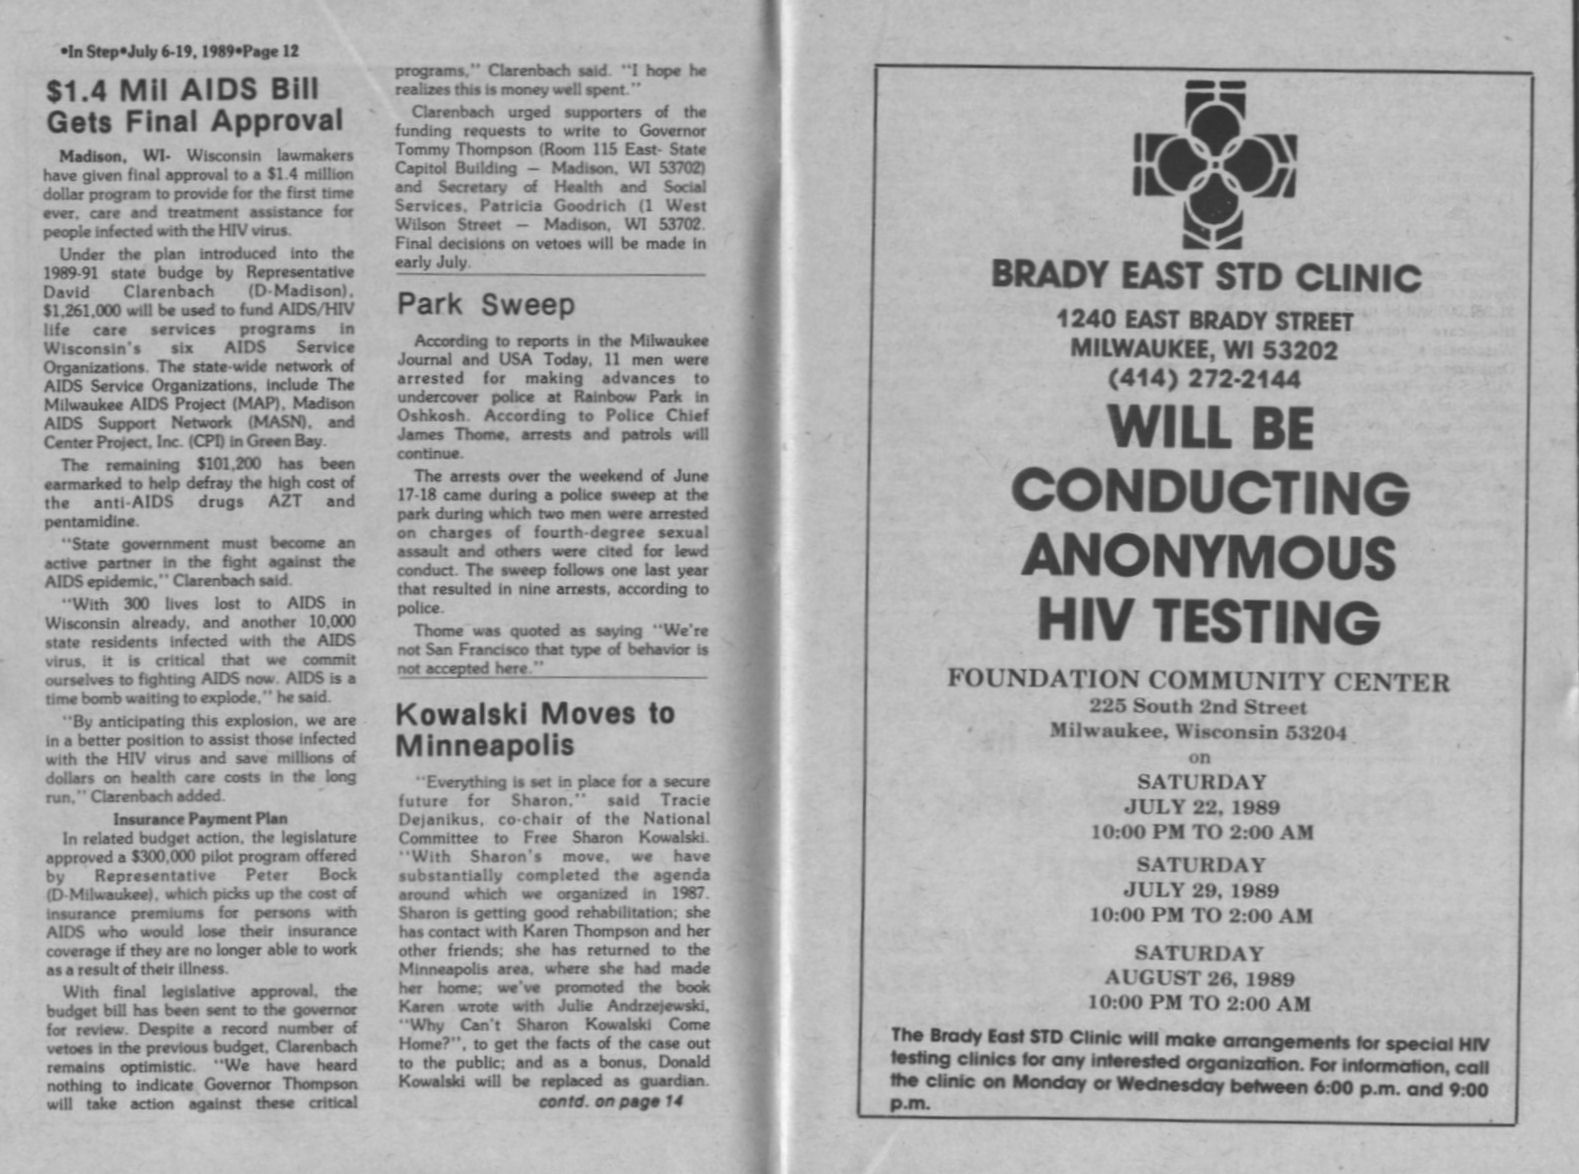 •In Step•July 6-19, 1989•Page 12
$1.4 Mil AIDS Bill
Gets Final Approval
Madison, WI- Wisconsin lawmakers
have given final approval to a $1.4 million
dollar program to provide for the first time
ever, care and treatment assistance for
people infected with the HIV virus.
Under the plan introduced into the
1989-91 state budge by Representative
David Clarenbach (D-Madison),
$1,261,000 will be used to fund AIDS/HIV
life care services programs in
Wisconsin's six AIDS Service
Organizations. The state-wide network of
AIDS Service Organizations, include The
Milwaukee AIDS Project (MAP), Madison
AIDS Support Network (MASN), and
Center Project, Inc. (CPI) in Green Bay.
The remaining $101,200 has been
earmarked to help defray the high cost of
the anti-AIDS drugs AZT and
pentamidine.
"State government must become an
active partner in the fight against the
AIDS epidemic," Clarenbach said.
"With 300 lives lost to AIDS in
Wisconsin already, and another 10,000
state residents infected with the AIDS
virus, it is critical that we commit
ourselves to fighting AIDS now. AIDS is a
time bomb waiting to explode," he said.
"By anticipating this explosion, we are
in a better position to assist those infected
with the HIV virus and save millions of
dollars on health care costs in the long
run," Clarenbach added.
Insurance Payment Plan
In related budget action, the legislature
approved a $300,000 pilot program offered
by Representative Peter Bock
(D-Milwaukee), which picks up the cost of
insurance premiums for persons with
AIDS who would lose their insurance
coverage if they are no longer able to work
as a result of their illness.
With final legislative approval, the
budget bill has been sent to the governor
for review. Despite a record number of
vetoes in the previous budget, Clarenbach
remains optimistic. "We have heard
nothing to indicate Governor Thompson
will take action against these critical
programs," Clarenbach said. "I hope he
realizes this is money well spent."
Clarenbach urged supporters of the
funding requests to write to Governor
Tommy Thompson (Room 115 East- State
Capitol Building — Madison, WI 53702)
and Secretary of Health and Social
Services, Patricia Goodrich (1 West
Wilson Street — Madison, WI 53702.
Final decisions on vetoes will be made in
early July.
Park Sweep
According to reports in the Milwaukee
Journal and USA Today, 11 men were
arrested for making advances to
undercover police at Rainbow Park in
Oshkosh. According to Police Chief
James Thome, arrests and patrols will
continue.
The arrests over the weekend of June
17-18 came during a police sweep at the
park during which two men were arrested
on charges of fourth-degree sexual
assault and others were cited for lewd
conduct. The sweep follows one last year
that resulted in nine arrests, according to
police.
Thome was quoted as saying "We're
not San Francisco that type of behavior is
not accepted here."
Kowalski Moves to
Minneapolis
"Everything is set in place for a secure
future for Sharon," said Tracie
Dejanikus, co-chair of the National
Committee to Free Sharon Kowalski.
"With Sharon's move, we have
substantially completed the agenda
around which we organized in 1987.
Sharon is getting good rehabilitation; she
has contact with Karen Thompson and her
other friends; she has returned to the
Minneapolis area, where she had made
her home; we've promoted the book
Karen wrote with Julie Andrzejewski,
"Why Can't Sharon Kowalski Come
Home?", to get the facts of the case out
to the public; and as a bonus, Donald
Kowalski will be replaced as guardian.
contd. on page 14
BRADY EAST STD CLINIC
1240 EAST BRADY STREET
MILWAUKEE, WI 53202
(414) 272-2144
WILL BE
CONDUCTING
ANONYMOUS
HIV TESTING
FOUNDATION COMMUNITY CENTER
225 South 2nd Street
Milwaukee, Wisconsin 53204
on
SATURDAY
JULY 22, 1989
10:00 PM TO 2:00 AM
SATURDAY
JULY 29, 1989
10:00 PM TO 2:00 AM
SATURDAY
AUGUST 26, 1989
10:00 PM TO 2:00 AM
The Brady East STD Clinic will make arrangements for special HIV
testing clinics for any interested organization. For information, call
the clinic on Monday or Wednesday between 6:00 p.m. and 9:00
p.m.